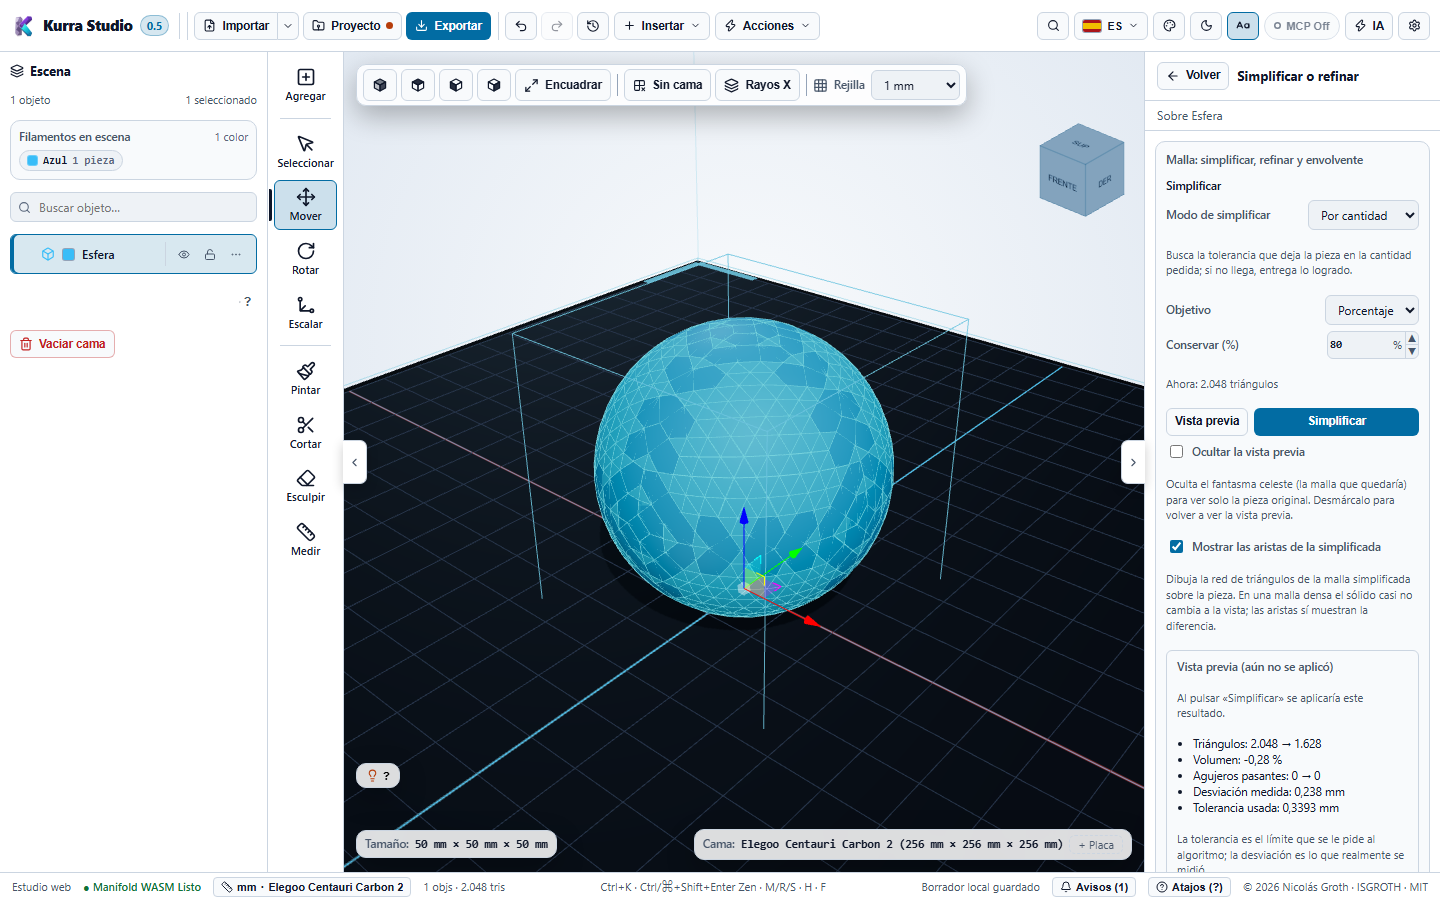 Kurra Studio 0.5
Importar
Proyecto
Exportar
Insertar
Acciones
ES
MCP Off
IA
Escena
1 objeto 1 seleccionado
Filamentos en escena 1 color
Azul 1 pieza
Buscar objeto...
Esfera
?
Vaciar cama
Agregar
Seleccionar
Mover
Rotar
Escalar
Pintar
Cortar
Esculpir
Medir
Encuadrar
Sin cama
Rayos X
Rejilla
1 mm
SUP
FRENTE
DER
?
Tamaño: 50 mm × 50 mm × 50 mm
Cama: Elegoo Centauri Carbon 2 (256 mm × 256 mm × 256 mm) + Placa
Volver
Simplificar o refinar
Sobre Esfera
Malla: simplificar, refinar y envolvente
Simplificar
Modo de simplificar Por cantidad
Busca la tolerancia que deja la pieza en la cantidad
pedida; si no llega, entrega lo logrado.
Objetivo Porcentaje
Conservar (%) 80 %
Ahora: 2.048 triángulos
Vista previa Simplificar
Ocultar la vista previa
Oculta el fantasma celeste (la malla que quedaría)
para ver solo la pieza original. Desmárcalo para
volver a ver la vista previa.
Mostrar las aristas de la simplificada
Dibuja la red de triángulos de la malla simplificada
sobre la pieza. En una malla densa el sólido casi no
cambia a la vista; las aristas sí muestran la
diferencia.
Vista previa (aún no se aplicó)
Al pulsar «Simplificar» se aplicaría este
resultado.
• Triángulos: 2.048 → 1.628
• Volumen: -0,28 %
• Agujeros pasantes: 0 → 0
• Desviación medida: 0,238 mm
• Tolerancia usada: 0,3393 mm
La tolerancia es el límite que se le pide al
algoritmo; la desviación es lo que realmente se
midió.
Estudio web
Manifold WASM Listo
mm · Elegoo Centauri Carbon 2
1 objs · 2.048 tris
Ctrl+K · Ctrl/⌘+Shift+Enter Zen · M/R/S · H · F
Borrador local guardado
Avisos (1)
Atajos (?)
© 2026 Nicolás Groth · ISGROTH · MIT